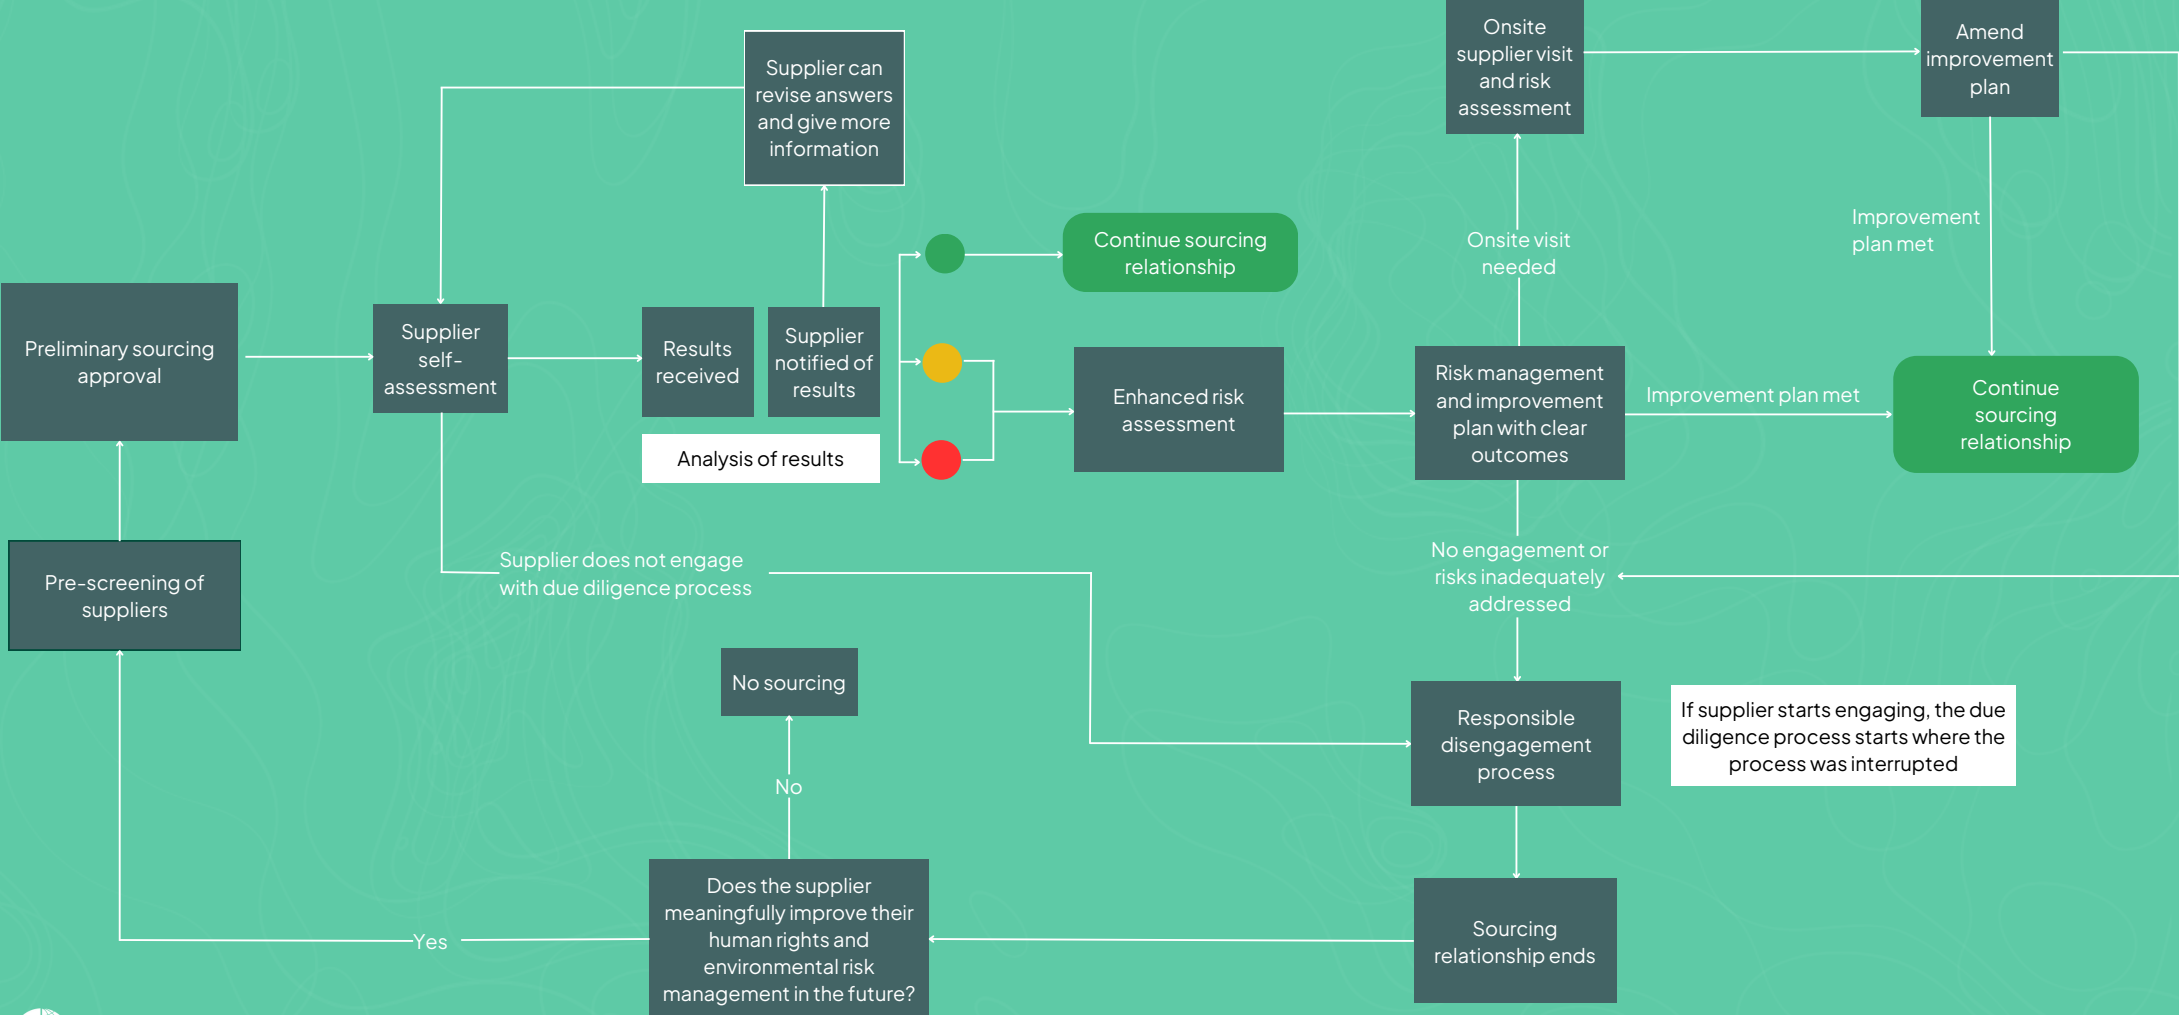 Onsite
supplier visit
and risk
assessment
Amend
improvement
plan
Supplier can
revise answers
and give more
information
Improvement
plan met
Continue sourcing
relationship
Onsite visit
needed
Preliminary sourcing
approval
Supplier
self-
assessment
Results
received
Supplier
notified of
results
Analysis of results
Enhanced risk
assessment
Risk management
and improvement
plan with clear
outcomes
Improvement plan met
Continue
sourcing
relationship
Pre-screening of
suppliers
Supplier does not engage
with due diligence process
No engagement or
risks inadequately
addressed
No sourcing
Responsible
disengagement
process
If supplier starts engaging, the due
diligence process starts where the
process was interrupted
No
Does the supplier
meaningfully improve their
human rights and
environmental risk
management in the future?
Yes
Sourcing
relationship ends